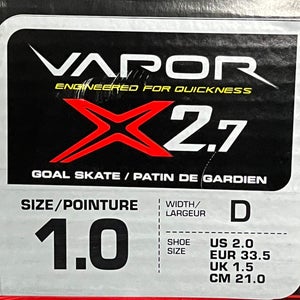 VAPOR
ENGINEERED FOR QUICKNESS
X2.7
GOAL SKATE / PATIN DE GARDIEN
SIZE/POINTURE
1.0
WIDTH/
LARGEUR
D
SHOE
SIZE
US 2.0
EUR 33.5
UK 1.5
CM 21.0